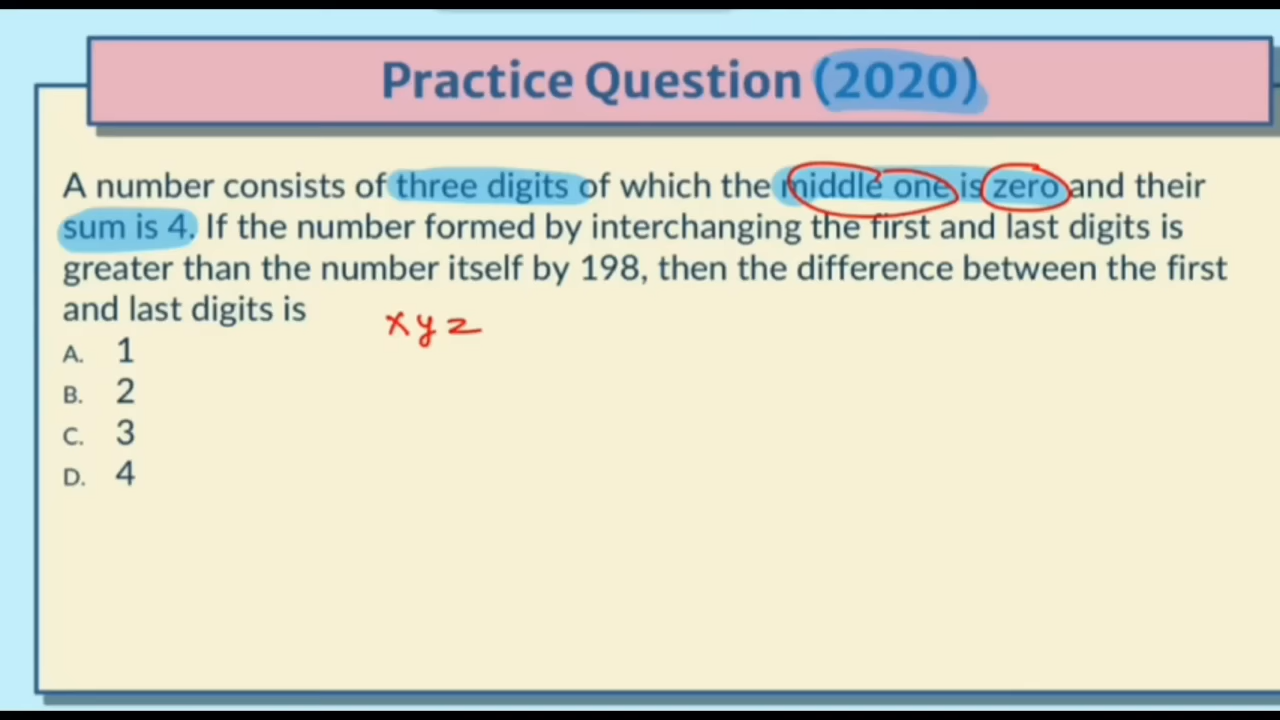 Practice Question (2020)
A number consists of three digits of which the middle one is zero and their
sum is 4. If the number formed by interchanging the first and last digits is
greater than the number itself by 198, then the difference between the first
and last digits is
x y z
A. 1
B. 2
C. 3
D. 4